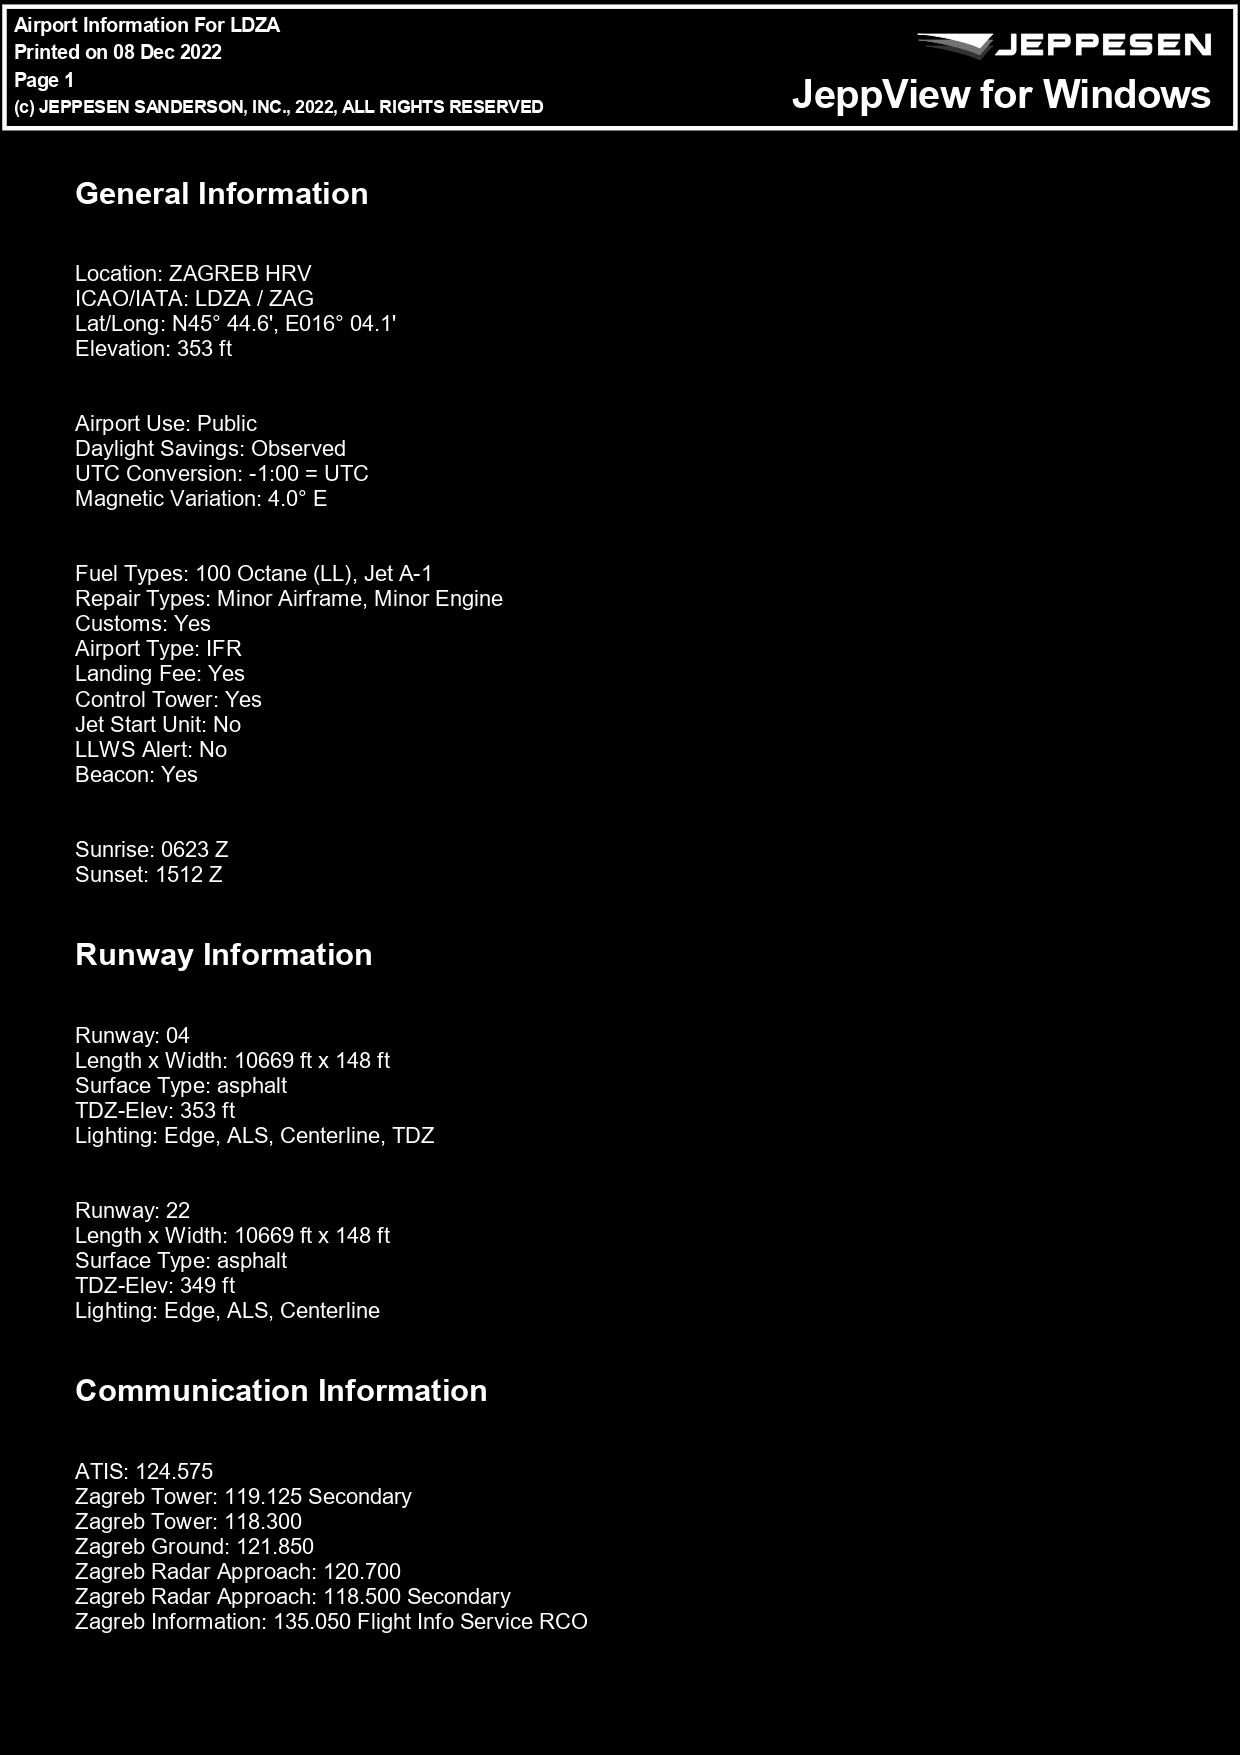 Airport Information For LDZA
Printed on 08 Dec 2022
Page 1
(c) JEPPESEN SANDERSON, INC., 2022, ALL RIGHTS RESERVED
JEPPESEN
JeppView for Windows
General Information
Location: ZAGREB HRV
ICAO/IATA: LDZA / ZAG
Lat/Long: N45° 44.6', E016° 04.1'
Elevation: 353 ft
Airport Use: Public
Daylight Savings: Observed
UTC Conversion: -1:00 = UTC
Magnetic Variation: 4.0° E
Fuel Types: 100 Octane (LL), Jet A-1
Repair Types: Minor Airframe, Minor Engine
Customs: Yes
Airport Type: IFR
Landing Fee: Yes
Control Tower: Yes
Jet Start Unit: No
LLWS Alert: No
Beacon: Yes
Sunrise: 0623 Z
Sunset: 1512 Z
Runway Information
Runway: 04
Length x Width: 10669 ft x 148 ft
Surface Type: asphalt
TDZ-Elev: 353 ft
Lighting: Edge, ALS, Centerline, TDZ
Runway: 22
Length x Width: 10669 ft x 148 ft
Surface Type: asphalt
TDZ-Elev: 349 ft
Lighting: Edge, ALS, Centerline
Communication Information
ATIS: 124.575
Zagreb Tower: 119.125 Secondary
Zagreb Tower: 118.300
Zagreb Ground: 121.850
Zagreb Radar Approach: 120.700
Zagreb Radar Approach: 118.500 Secondary
Zagreb Information: 135.050 Flight Info Service RCO